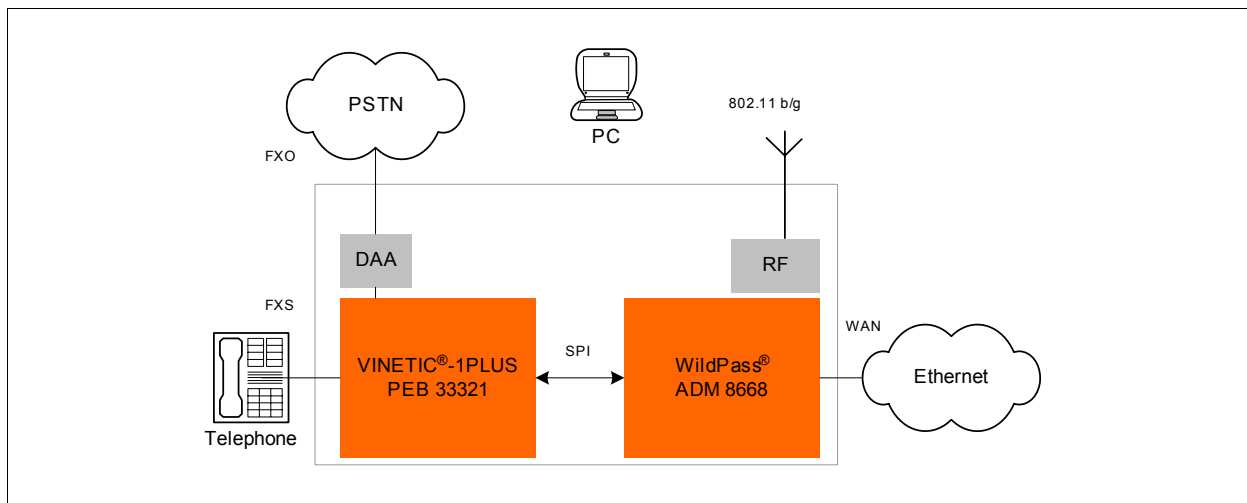 PSTN
PC
802.11 b/g
FXO
DAA
RF
FXS
WAN
SPI
VINETIC®-1PLUS
PEB 33321
WildPass®
ADM 8668
Ethernet
Telephone